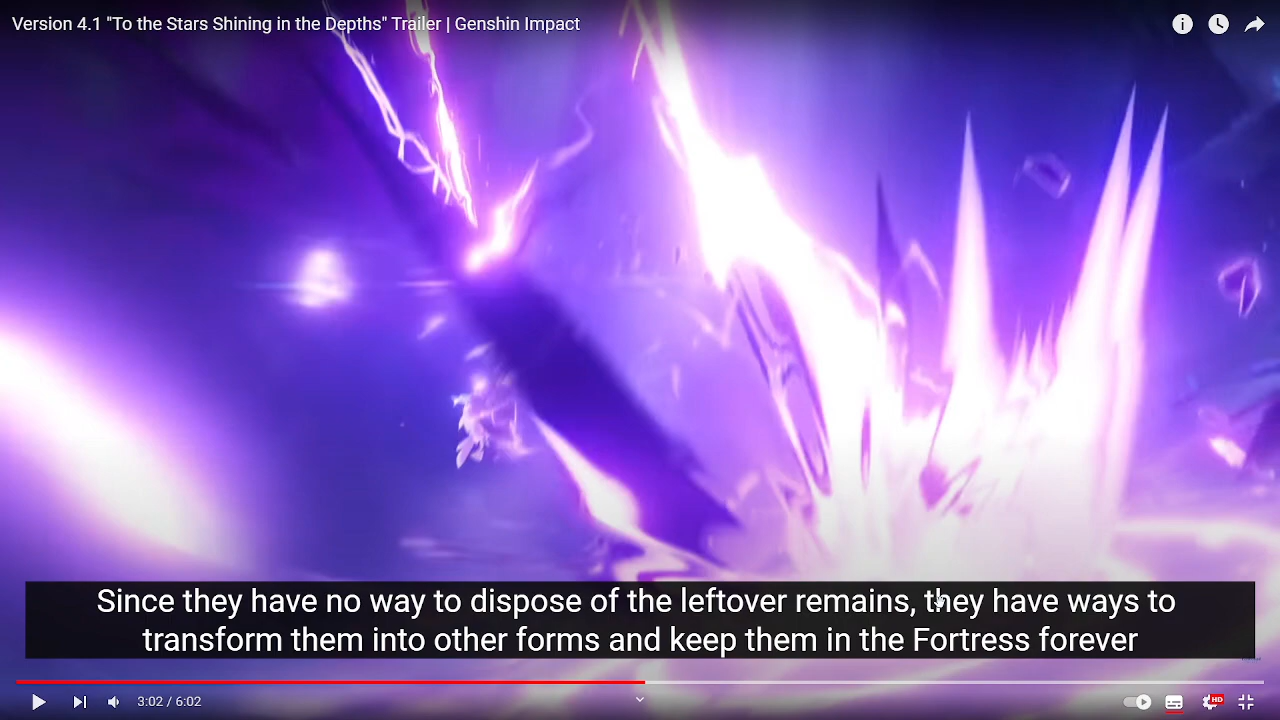 Version 4.1 "To the Stars Shining in the Depths" Trailer | Genshin Impact
Since they have no way to dispose of the leftover remains, they have ways to
transform them into other forms and keep them in the Fortress forever
3:02 / 6:02
HD